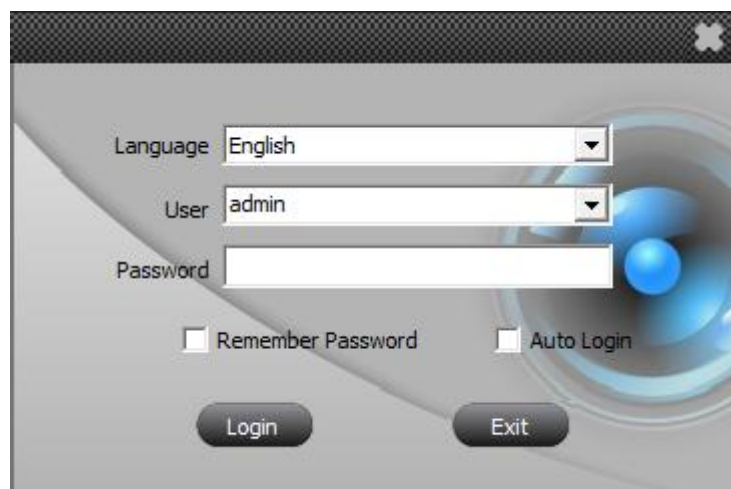 Language English
User admin
Password
Remember Password Auto Login
Login Exit